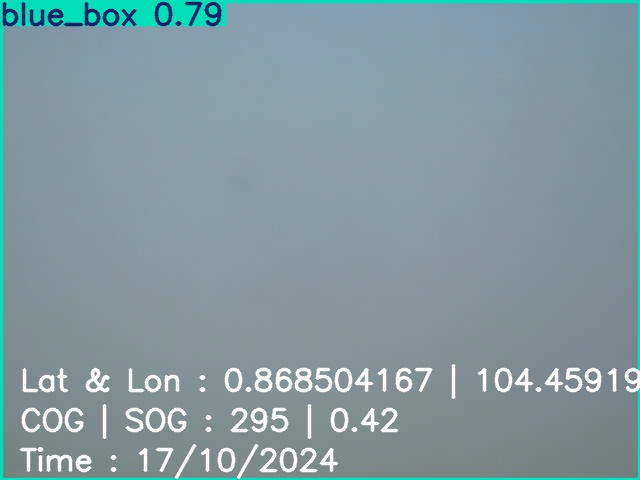 blue_box 0.79
Lat & Lon : 0.868504167 | 104.45919
COG | SOG : 295 | 0.42
Time : 17/10/2024